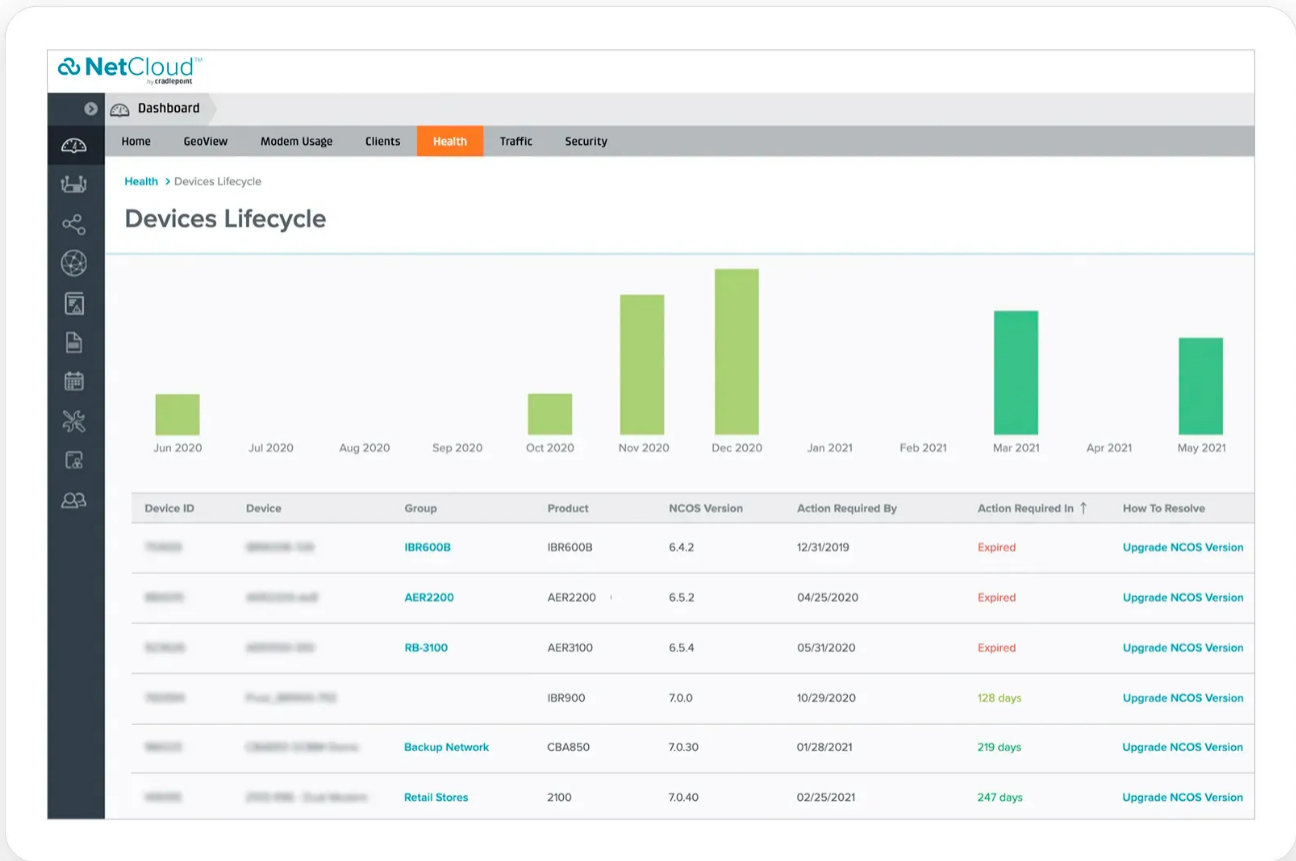 NetCloud™
by cradlepoint
Dashboard
Home GeoView Modem Usage Clients Health Traffic Security
Health > Devices Lifecycle
Devices Lifecycle
Jun 2020 Jul 2020 Aug 2020 Sep 2020 Oct 2020 Nov 2020 Dec 2020 Jan 2021 Feb 2021 Mar 2021 Apr 2021 May 2021
Device ID Device Group Product NCOS Version Action Required By Action Required In ↑ How To Resolve
IBR600B IBR600B 6.4.2 12/31/2019 Expired Upgrade NCOS Version
AER2200 AER2200 6.5.2 04/25/2020 Expired Upgrade NCOS Version
RB-3100 AER3100 6.5.4 05/31/2020 Expired Upgrade NCOS Version
IBR900 7.0.0 10/29/2020 128 days Upgrade NCOS Version
Backup Network CBA850 7.0.30 01/28/2021 219 days Upgrade NCOS Version
Retail Stores 2100 7.0.40 02/25/2021 247 days Upgrade NCOS Version